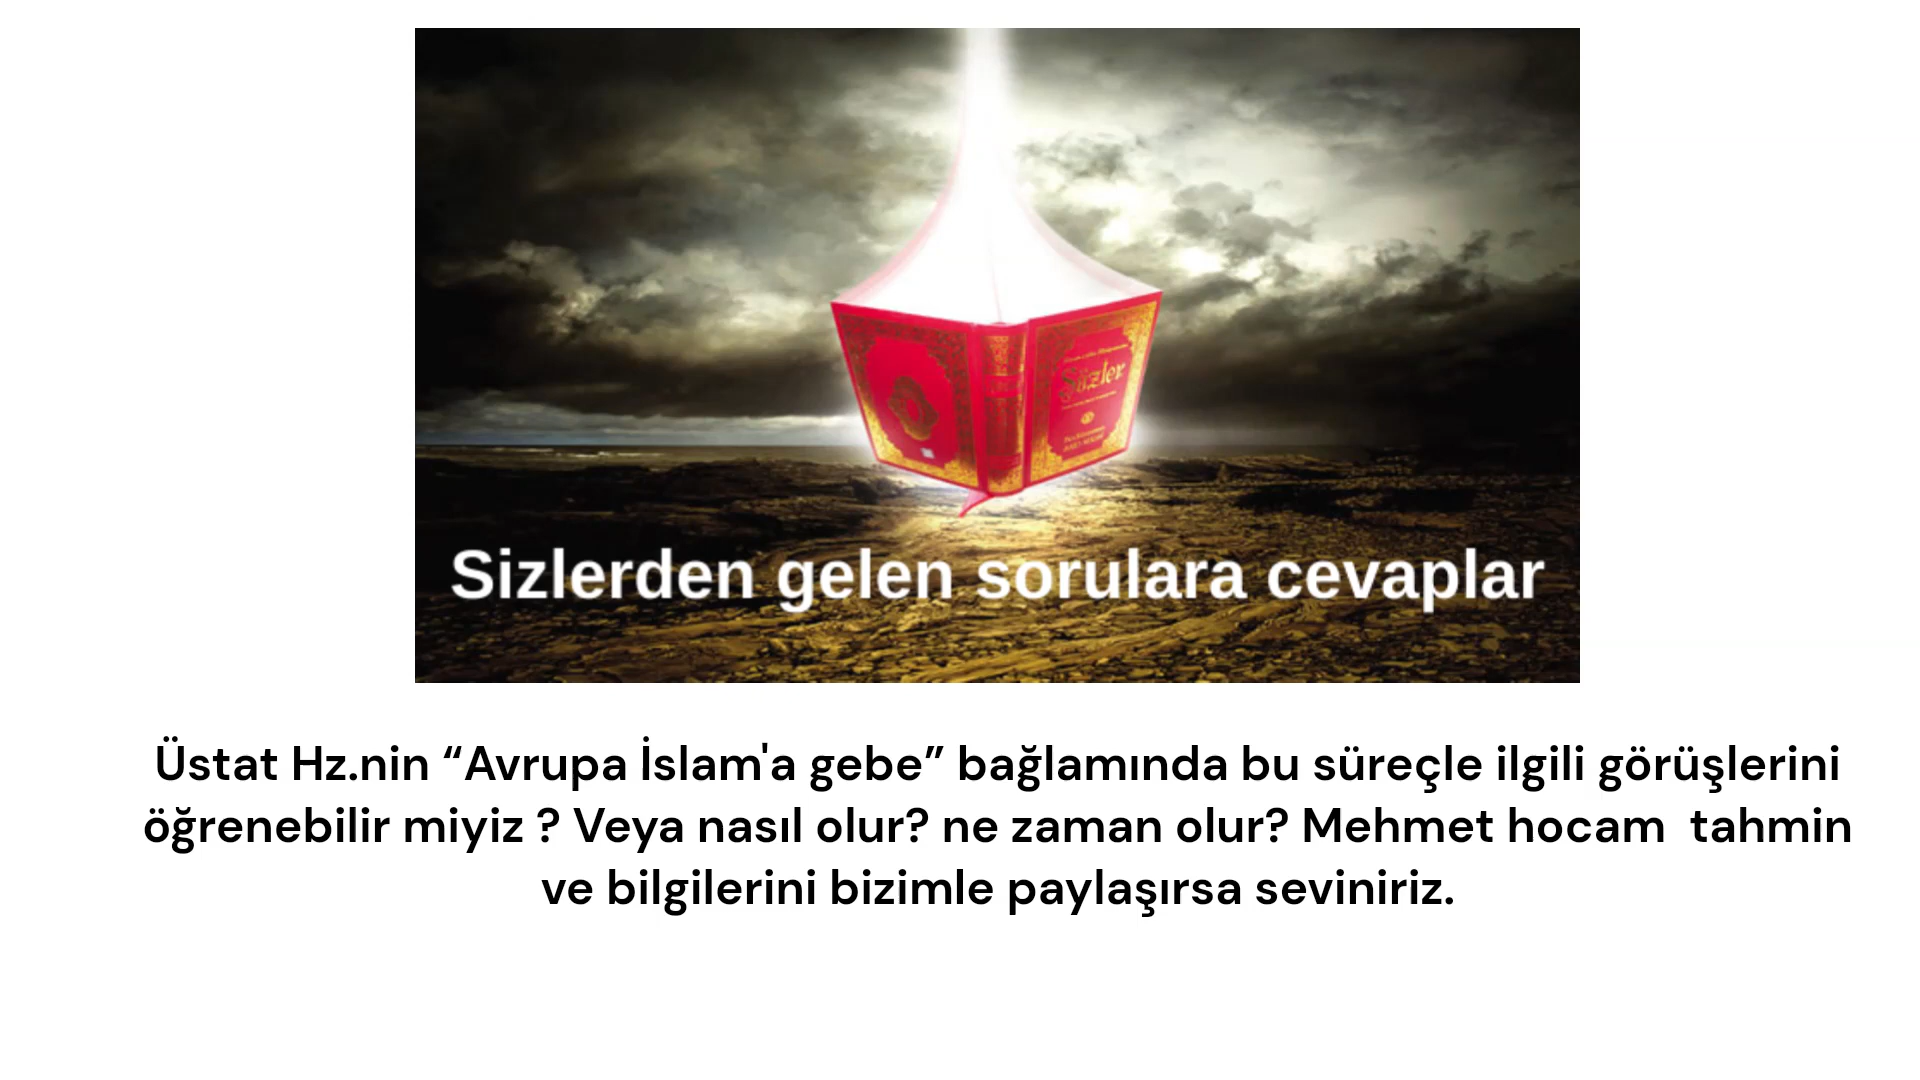 Sözler
Sizlerden gelen sorulara cevaplar
Üstat Hz.nin “Avrupa İslam'a gebe” bağlamında bu süreçle ilgili görüşlerini
öğrenebilir miyiz ? Veya nasıl olur? ne zaman olur? Mehmet hocam  tahmin
ve bilgilerini bizimle paylaşırsa seviniriz.